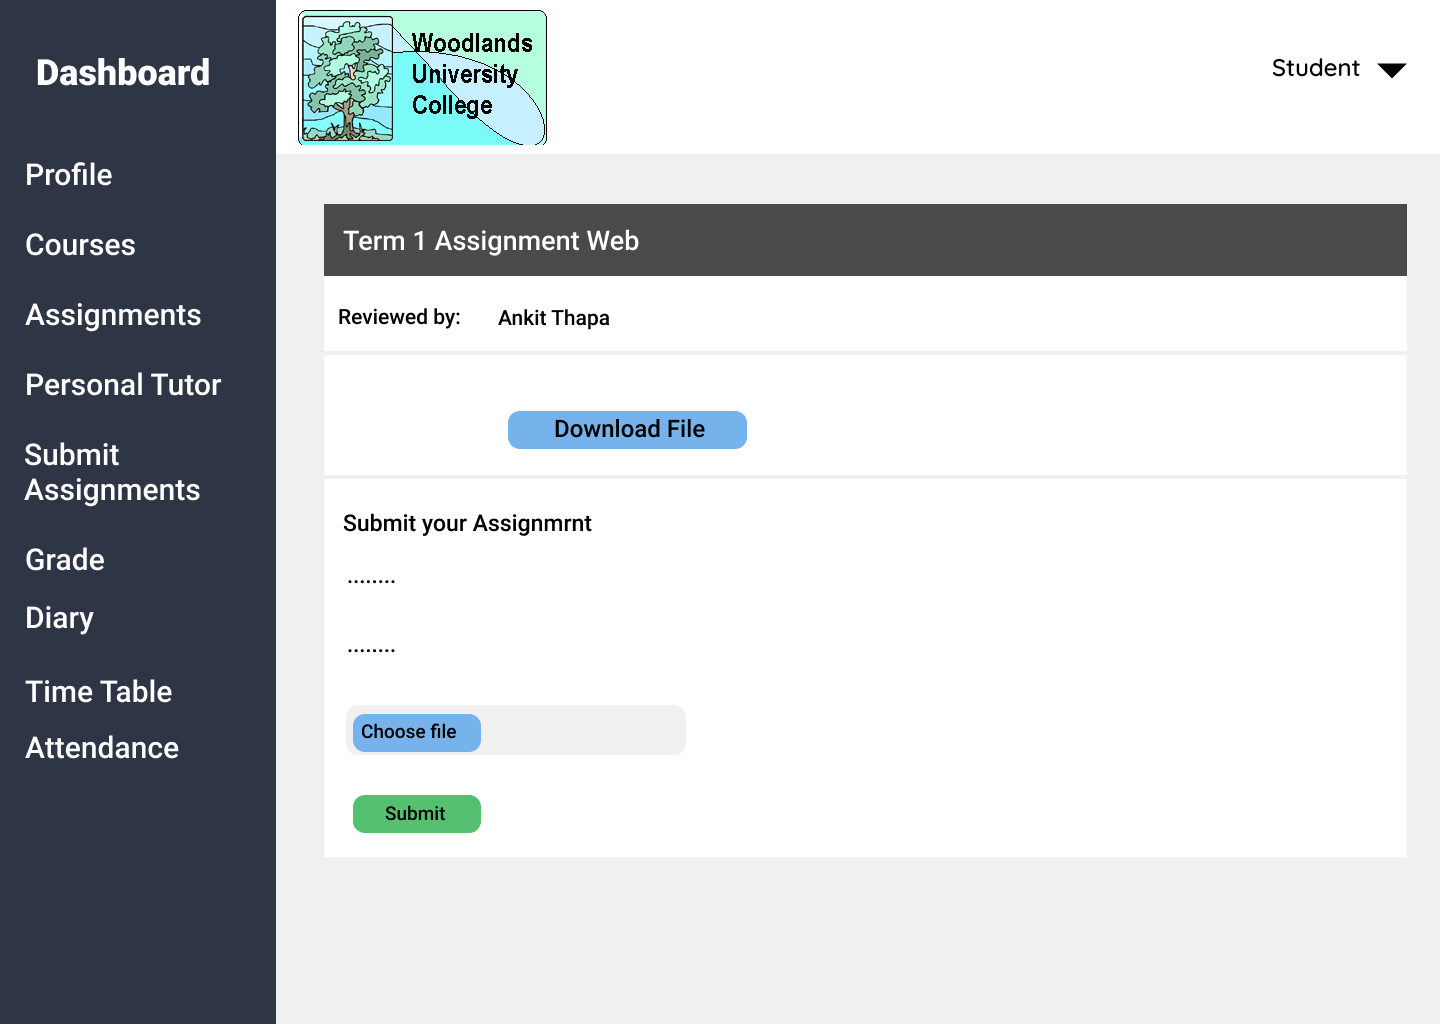 Dashboard
Profile
Courses
Assignments
Personal Tutor
Submit
Assignments
Grade
Diary
Time Table
Attendance
Woodlands
University
College
Student
Term 1 Assignment Web
Reviewed by: Ankit Thapa
Download File
Submit your Assignmrnt
........
........
Choose file
Submit